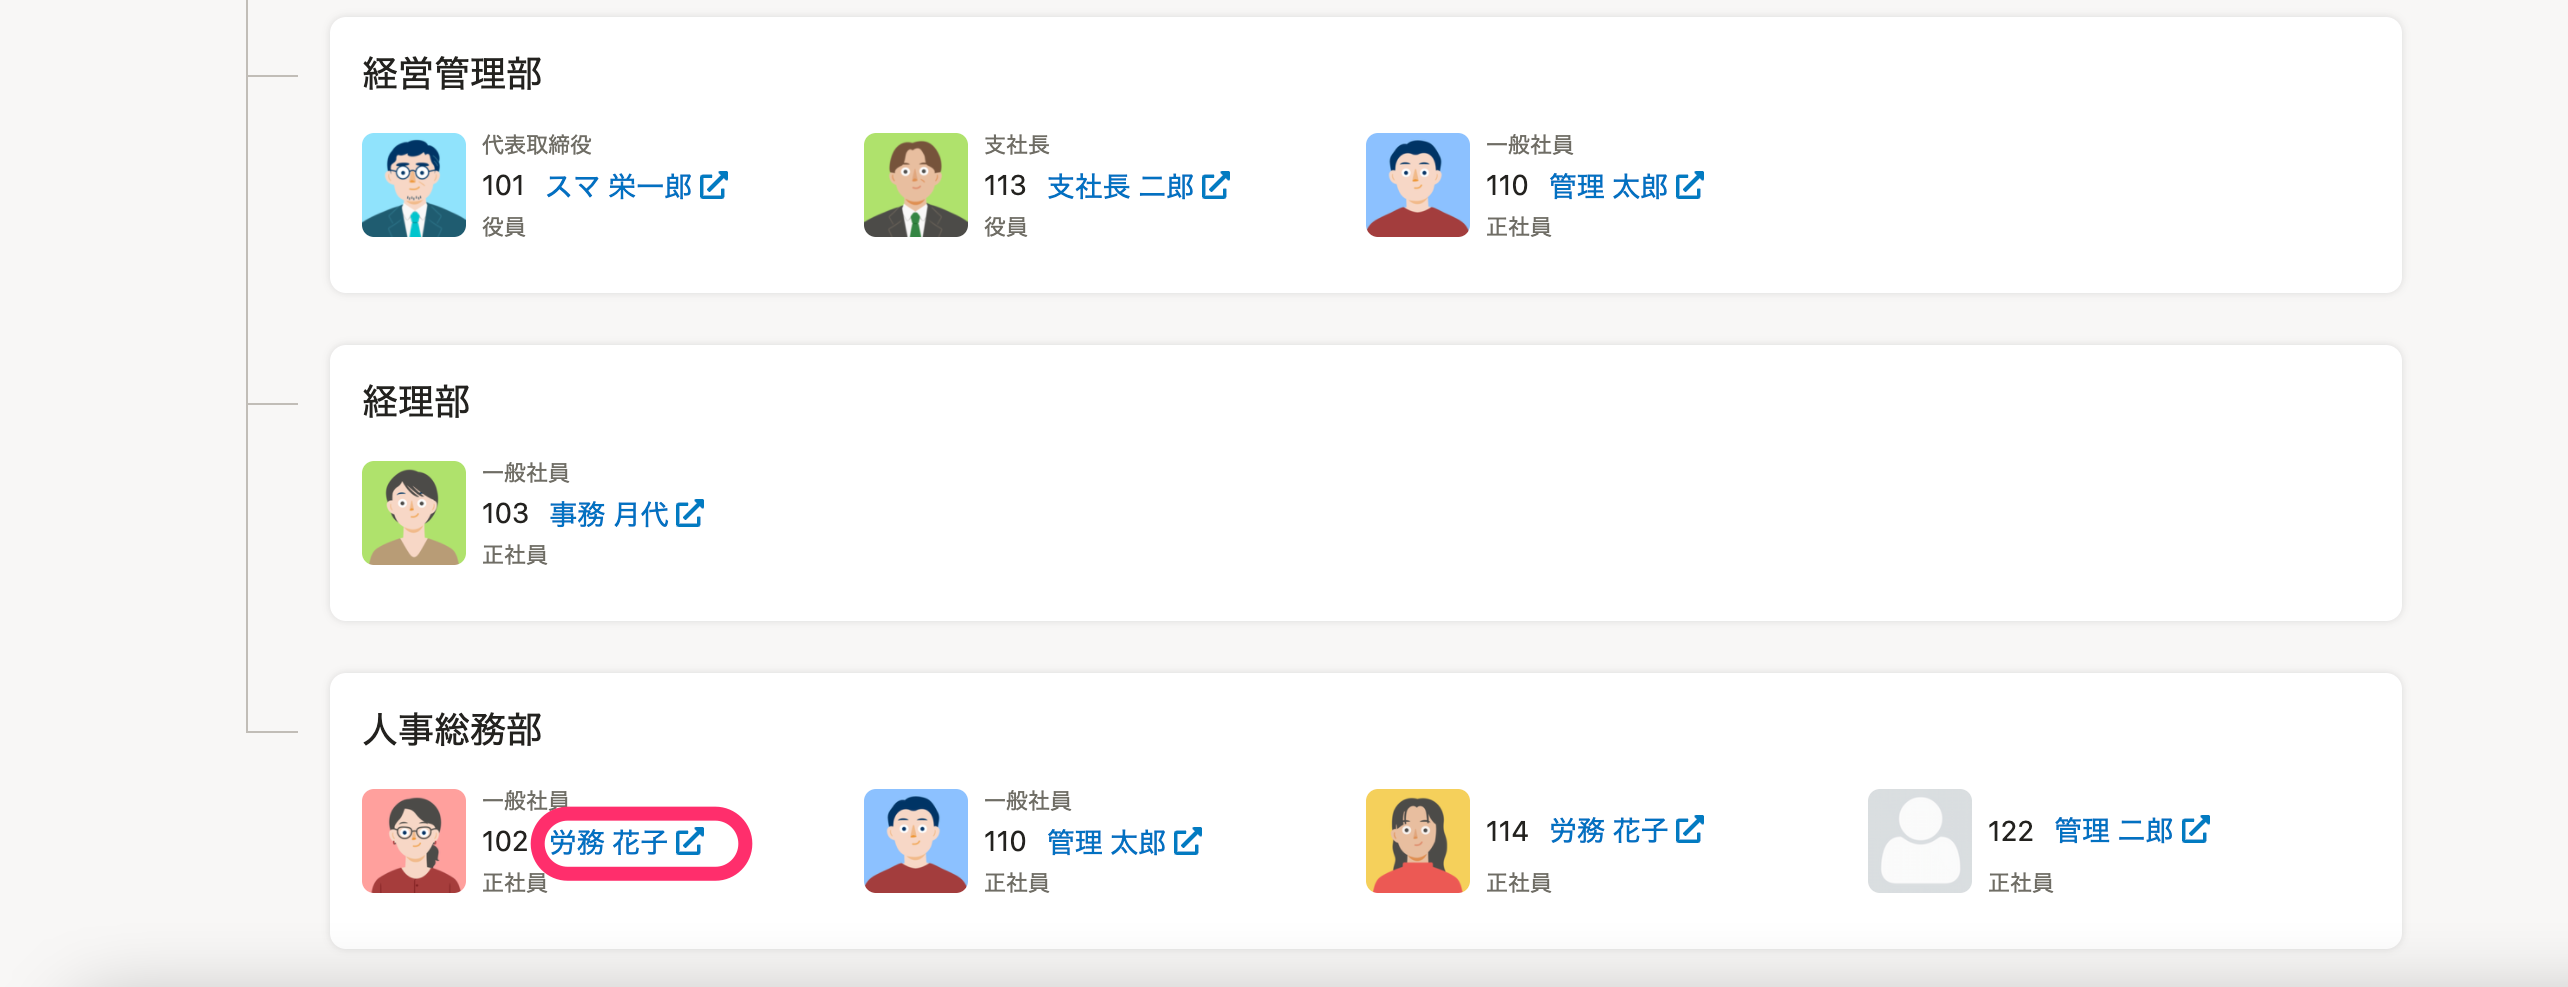 経営管理部
代表取締役
101 スマ 栄一郎
役員
支社長
113 支社長 二郎
役員
一般社員
110 管理 太郎
正社員
経理部
一般社員
103 事務 月代
正社員
人事総務部
一般社員
102 労務 花子
正社員
一般社員
110 管理 太郎
正社員
114 労務 花子
正社員
122 管理 二郎
正社員